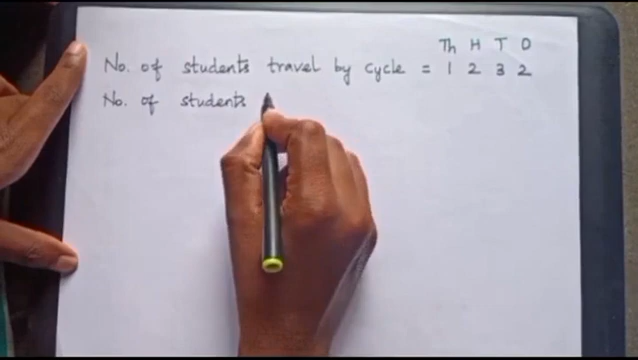 Th H T O
No. of students travel by cycle = 1 2 3 2
No. of students